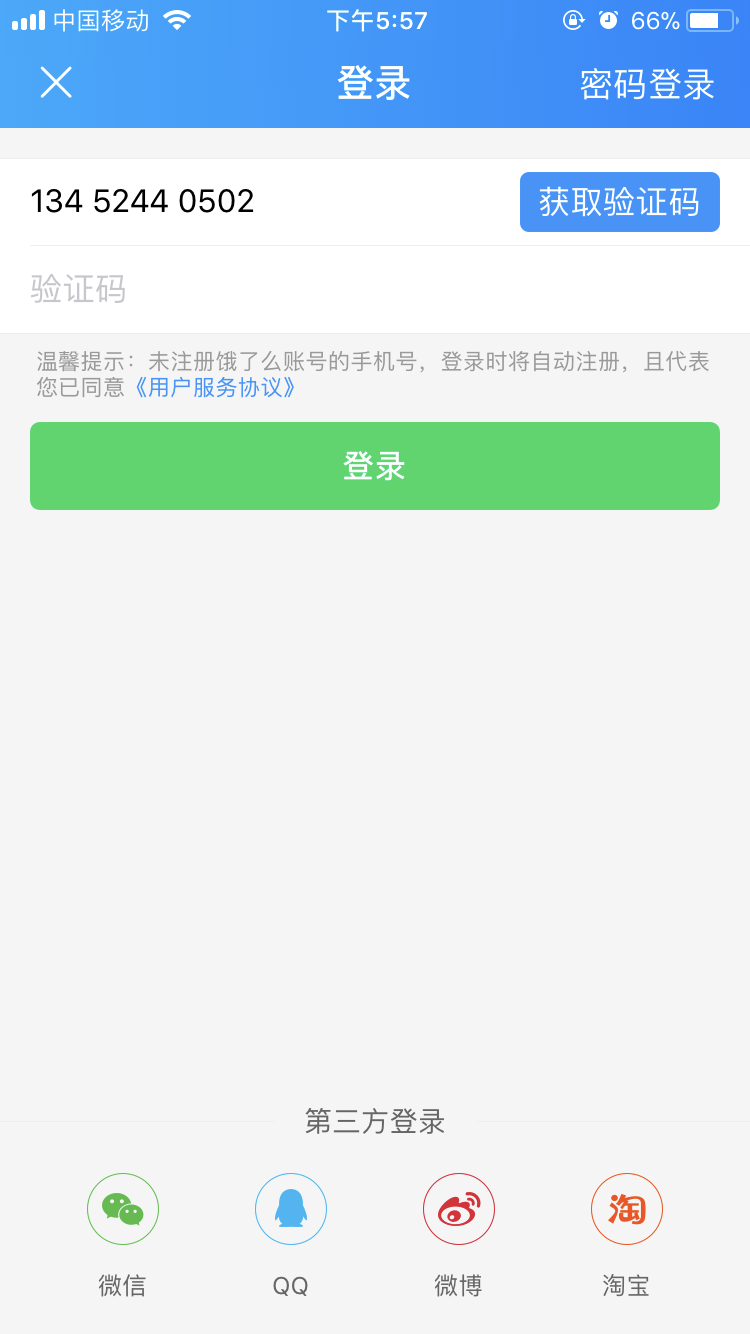 中国移动 下午5:57 66%
登录 密码登录
134 5244 0502 获取验证码
验证码
温馨提示：未注册饿了么账号的手机号，登录时将自动注册，且代表
您已同意《用户服务协议》
登录
第三方登录
淘
微信 QQ 微博 淘宝